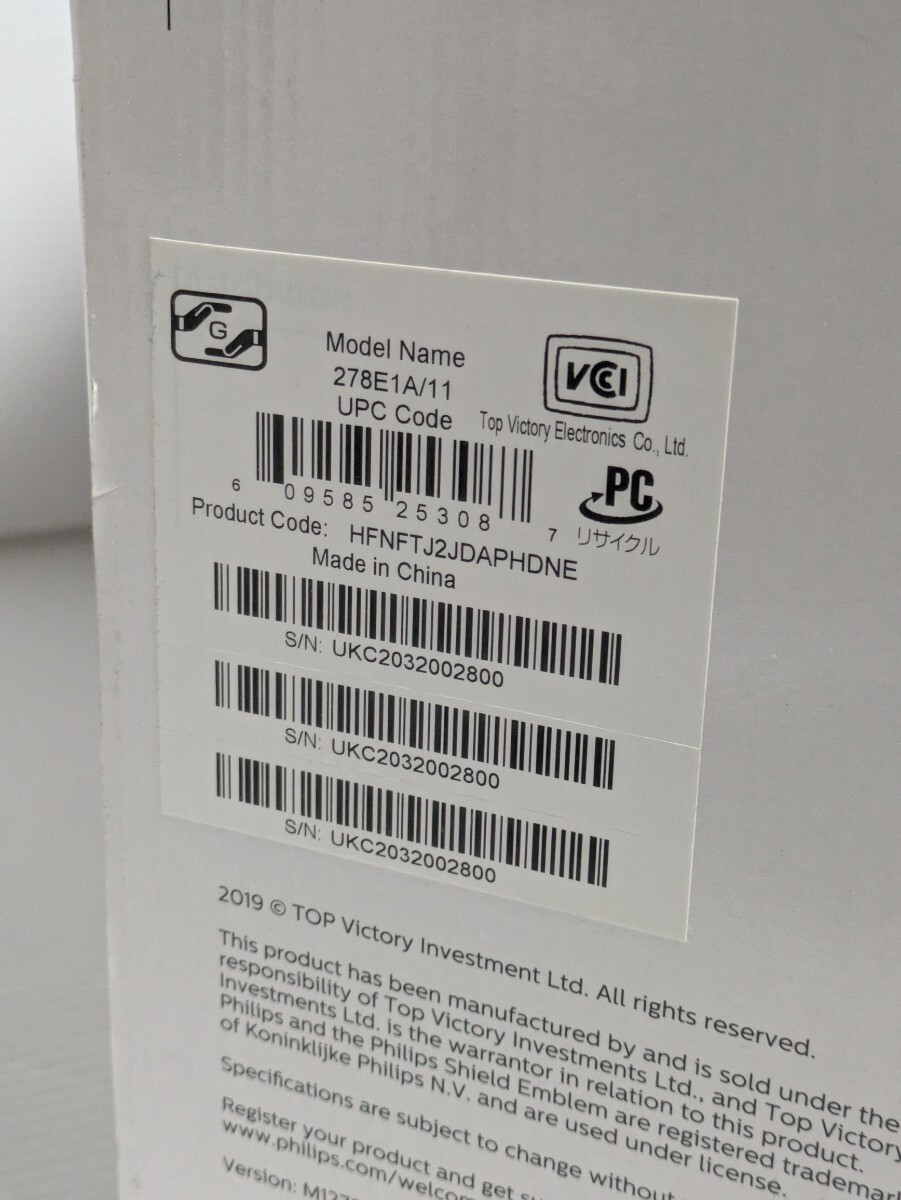 G
Model Name
278E1A/11
UPC Code
VCCI
Top Victory Electronics Co., Ltd.
6 09585 25308 7
PC
リサイクル
Product Code: HFNFTJ2JDAPHDNE
Made in China
S/N: UKC2032002800
S/N: UKC2032002800
S/N: UKC2032002800
2019 © TOP Victory Investment Ltd. All rights reserved.
This product has been manufactured by and is sold under the
responsibility of Top Victory Investments Ltd., and Top Victory
Investments Ltd. is the warrantor in relation to this product.
Philips and the Philips Shield Emblem are registered
of Koninklijke Philips N.V. and are used under license.
Specifications are subject to change without
Register your product and get
www.philips.com/welcom
Version: